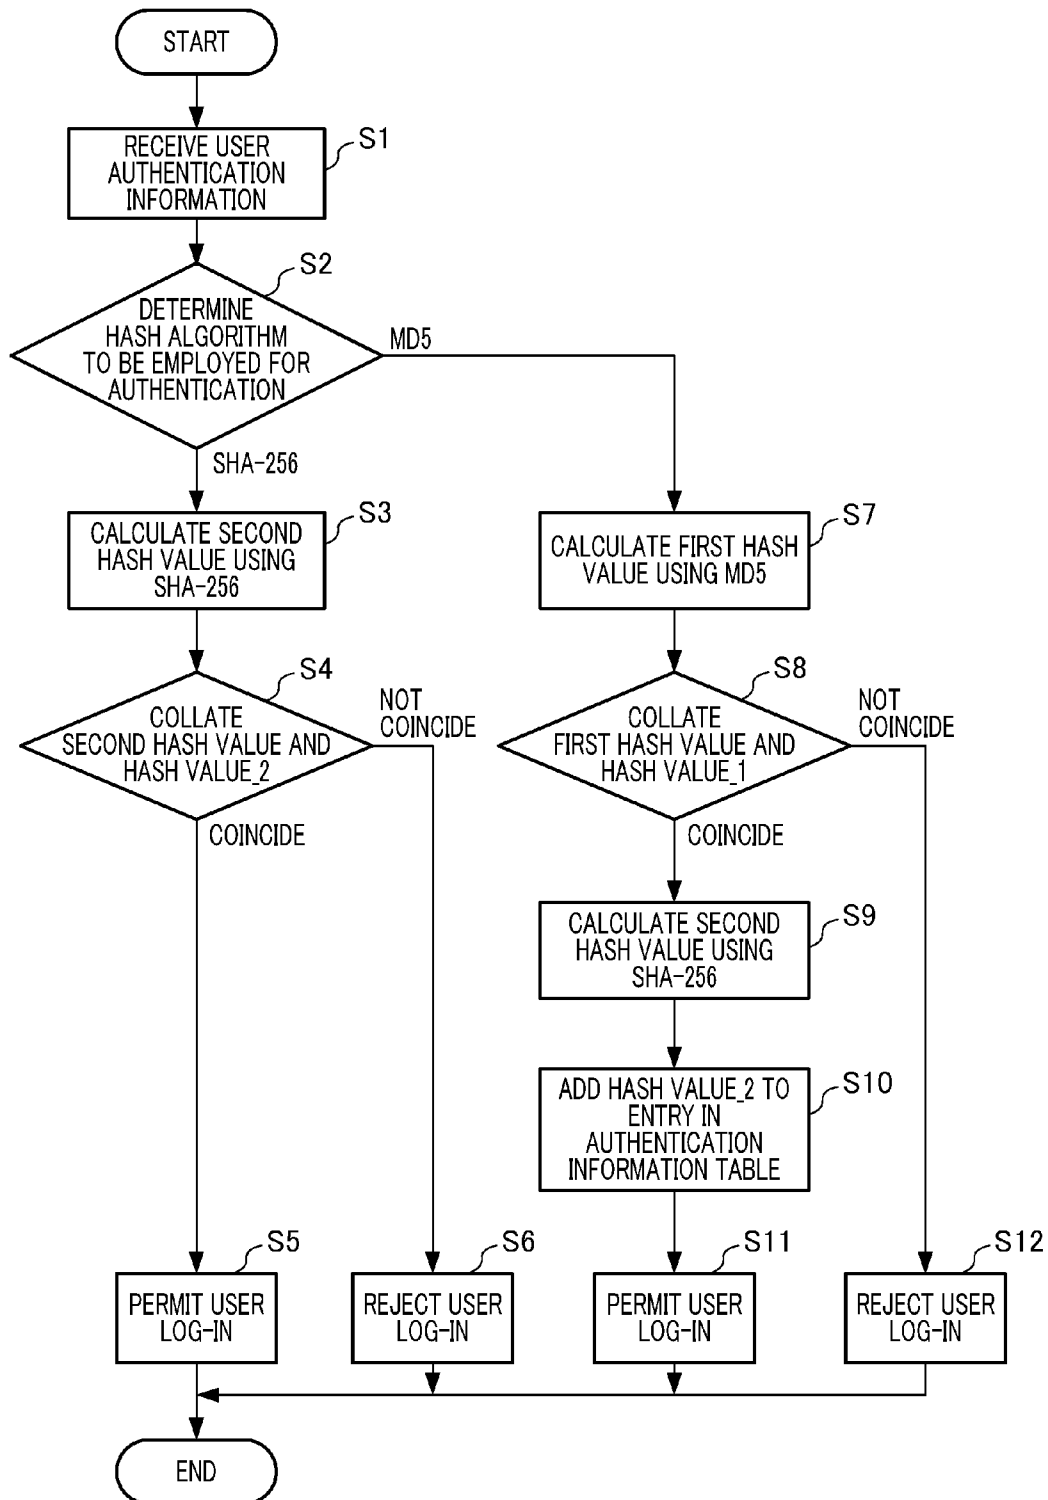 START
RECEIVE USER
AUTHENTICATION
INFORMATION
S1
DETERMINE
HASH ALGORITHM
TO BE EMPLOYED FOR
AUTHENTICATION
S2
MD5
SHA-256
CALCULATE SECOND
HASH VALUE USING
SHA-256
S3
CALCULATE FIRST HASH
VALUE USING MD5
S7
COLLATE
SECOND HASH VALUE AND
HASH VALUE_2
S4
NOT
COINCIDE
COINCIDE
COLLATE
FIRST HASH VALUE AND
HASH VALUE_1
S8
NOT
COINCIDE
COINCIDE
CALCULATE SECOND
HASH VALUE USING
SHA-256
S9
ADD HASH VALUE_2 TO
ENTRY IN
AUTHENTICATION
INFORMATION TABLE
S10
PERMIT USER
LOG-IN
S5
REJECT USER
LOG-IN
S6
PERMIT USER
LOG-IN
S11
REJECT USER
LOG-IN
S12
END